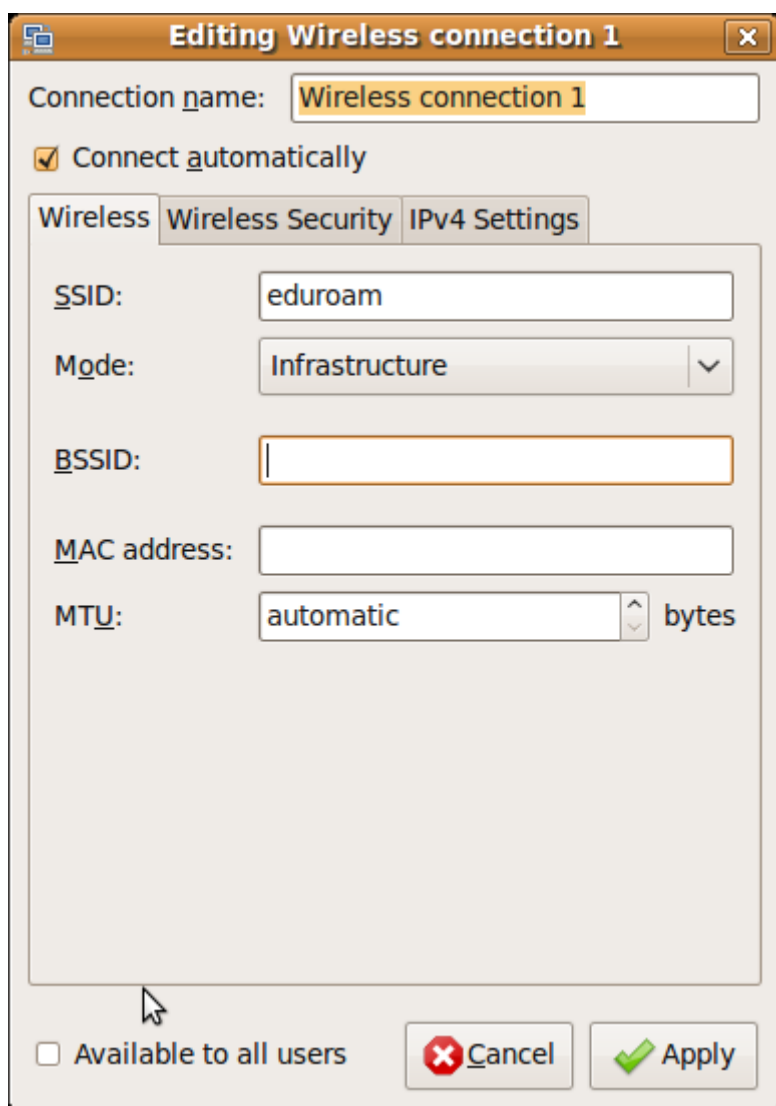 Editing Wireless connection 1
Connection name: Wireless connection 1
Connect automatically
Wireless Wireless Security IPv4 Settings
SSID: eduroam
Mode: Infrastructure
BSSID:
MAC address:
MTU: automatic bytes
Available to all users Cancel Apply